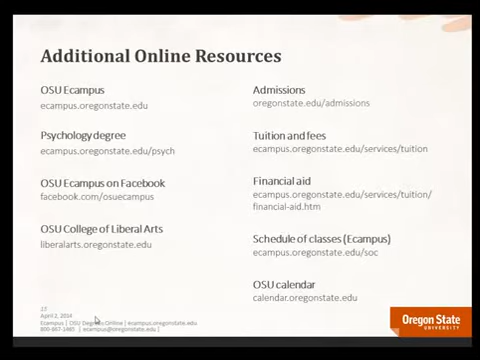 Additional Online Resources
OSU Ecampus
ecampus.oregonstate.edu
Psychology degree
ecampus.oregonstate.edu/psych
OSU Ecampus on Facebook
facebook.com/osuecampus
OSU College of Liberal Arts
liberalarts.oregonstate.edu
Admissions
oregonstate.edu/admissions
Tuition and fees
ecampus.oregonstate.edu/services/tuition
Financial aid
ecampus.oregonstate.edu/services/tuition/
financial-aid.htm
Schedule of classes (Ecampus)
ecampus.oregonstate.edu/soc
OSU calendar
calendar.oregonstate.edu
April 2, 2014
Ecampus | OSU Degrees Online | ecampus.oregonstate.edu
800-667-1465 | ecampus@oregonstate.edu |
Oregon State
UNIVERSITY